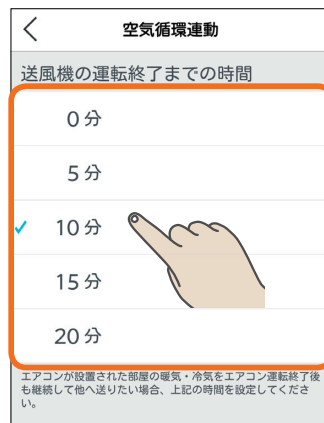 空気循環連動
送風機の運転終了までの時間
0分
5分
10分
15分
20分
エアコンが設置された部屋の暖気・冷気をエアコン運転終了後
も継続して他へ送りたい場合、上記の時間を設定してくださ
い。